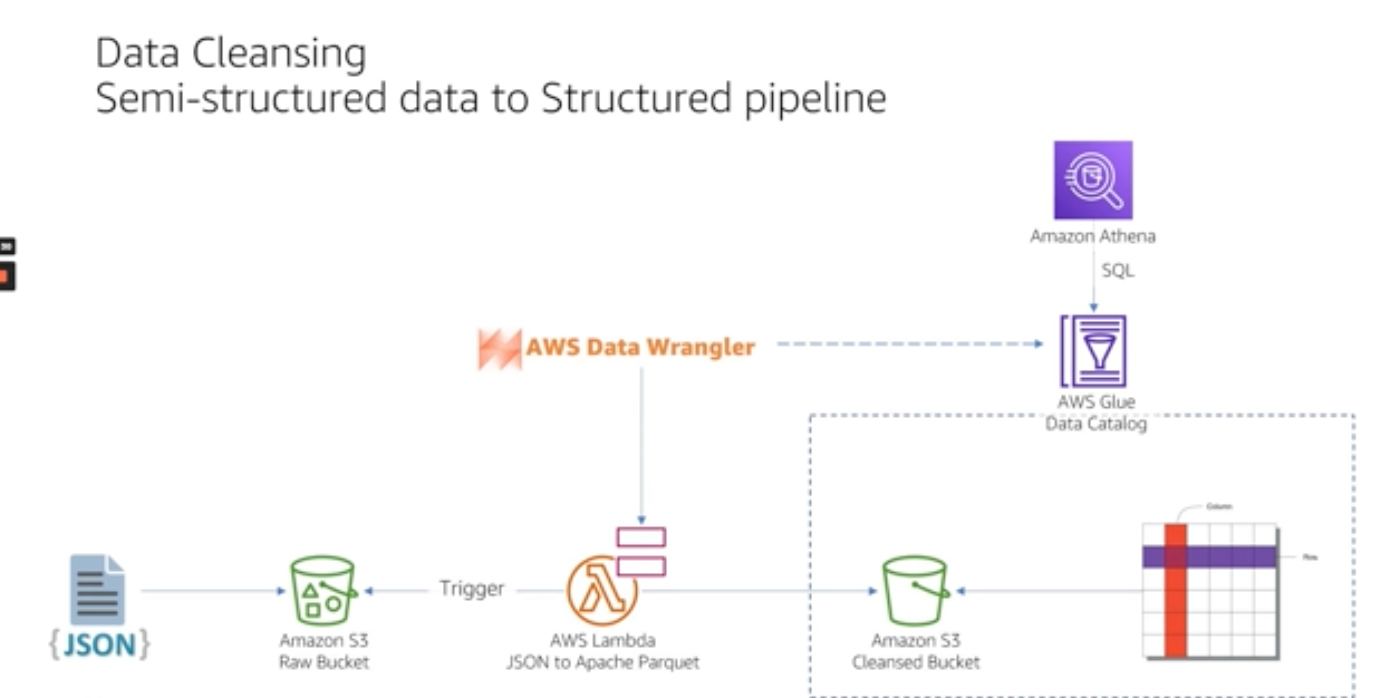 Data Cleansing
Semi-structured data to Structured pipeline
Amazon Athena
SQL
AWS Data Wrangler
AWS Glue
Data Catalog
Column
Row
Trigger
{JSON}
Amazon S3
Raw Bucket
AWS Lambda
JSON to Apache Parquet
Amazon S3
Cleansed Bucket